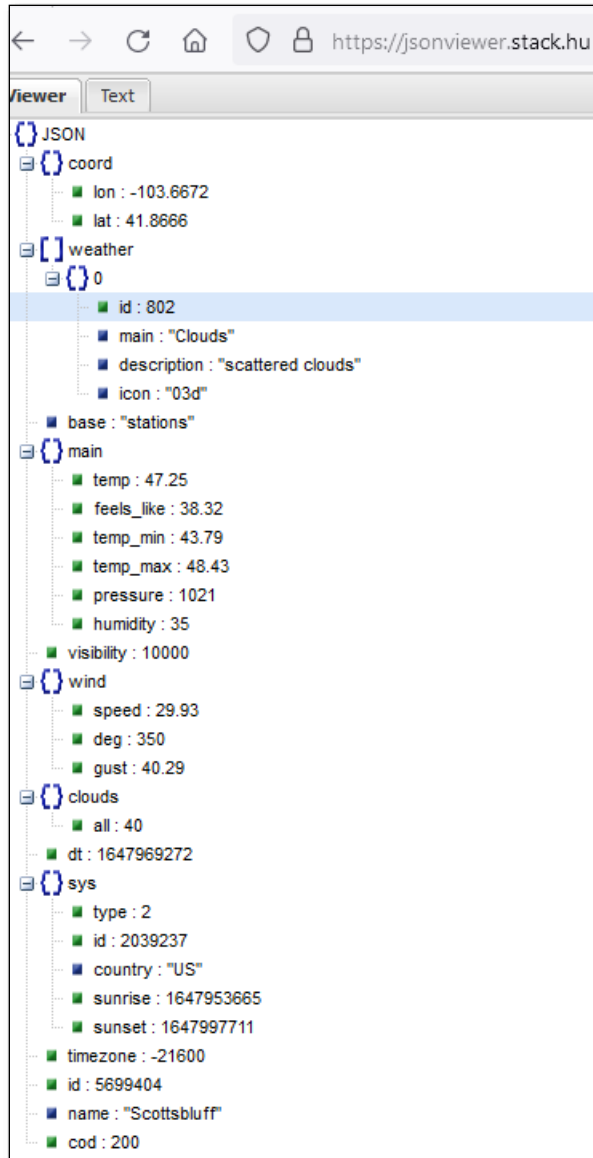 https://jsonviewer.stack.hu
Viewer Text
{} JSON
{} coord
lon : -103.6672
lat : 41.8666
[] weather
{} 0
id : 802
main : "Clouds"
description : "scattered clouds"
icon : "03d"
base : "stations"
{} main
temp : 47.25
feels_like : 38.32
temp_min : 43.79
temp_max : 48.43
pressure : 1021
humidity : 35
visibility : 10000
{} wind
speed : 29.93
deg : 350
gust : 40.29
{} clouds
all : 40
dt : 1647969272
{} sys
type : 2
id : 2039237
country : "US"
sunrise : 1647953665
sunset : 1647997711
timezone : -21600
id : 5699404
name : "Scottsbluff"
cod : 200